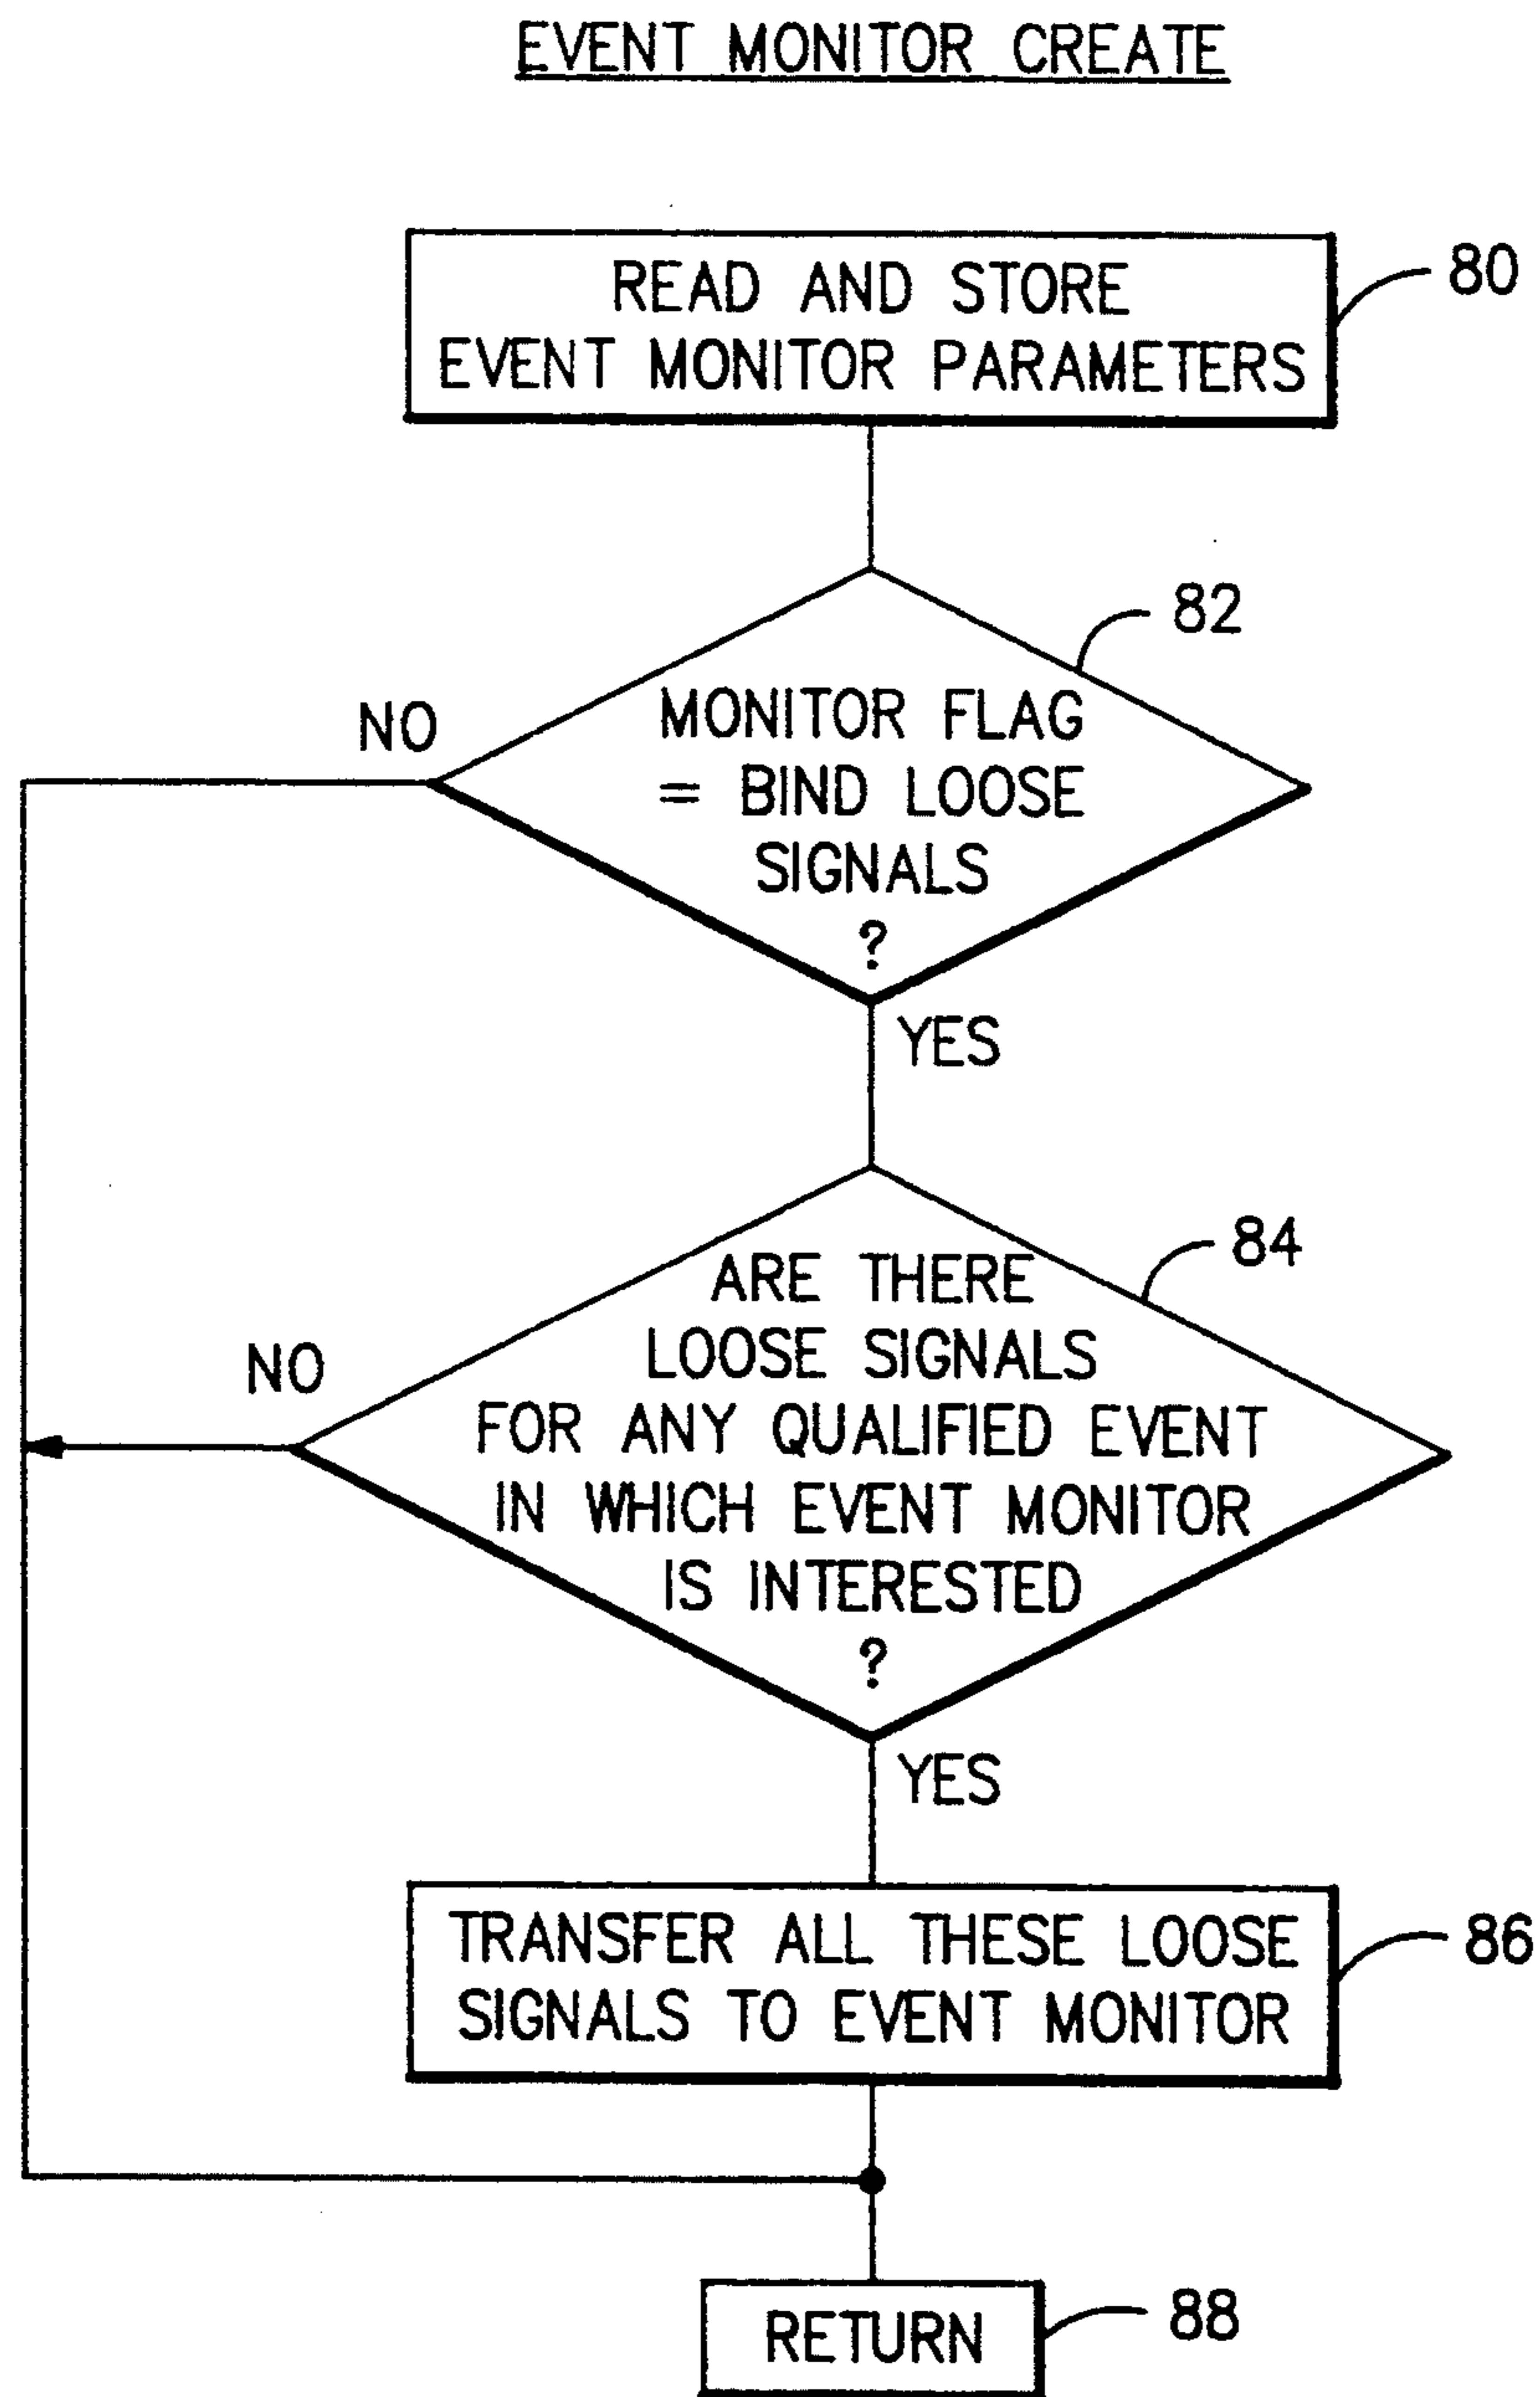 EVENT MONITOR CREATE
READ AND STORE
EVENT MONITOR PARAMETERS
80
82
NO
MONITOR FLAG
= BIND LOOSE
SIGNALS
?
YES
84
NO
ARE THERE
LOOSE SIGNALS
FOR ANY QUALIFIED EVENT
IN WHICH EVENT MONITOR
IS INTERESTED
?
YES
TRANSFER ALL THESE LOOSE
SIGNALS TO EVENT MONITOR
86
RETURN
88